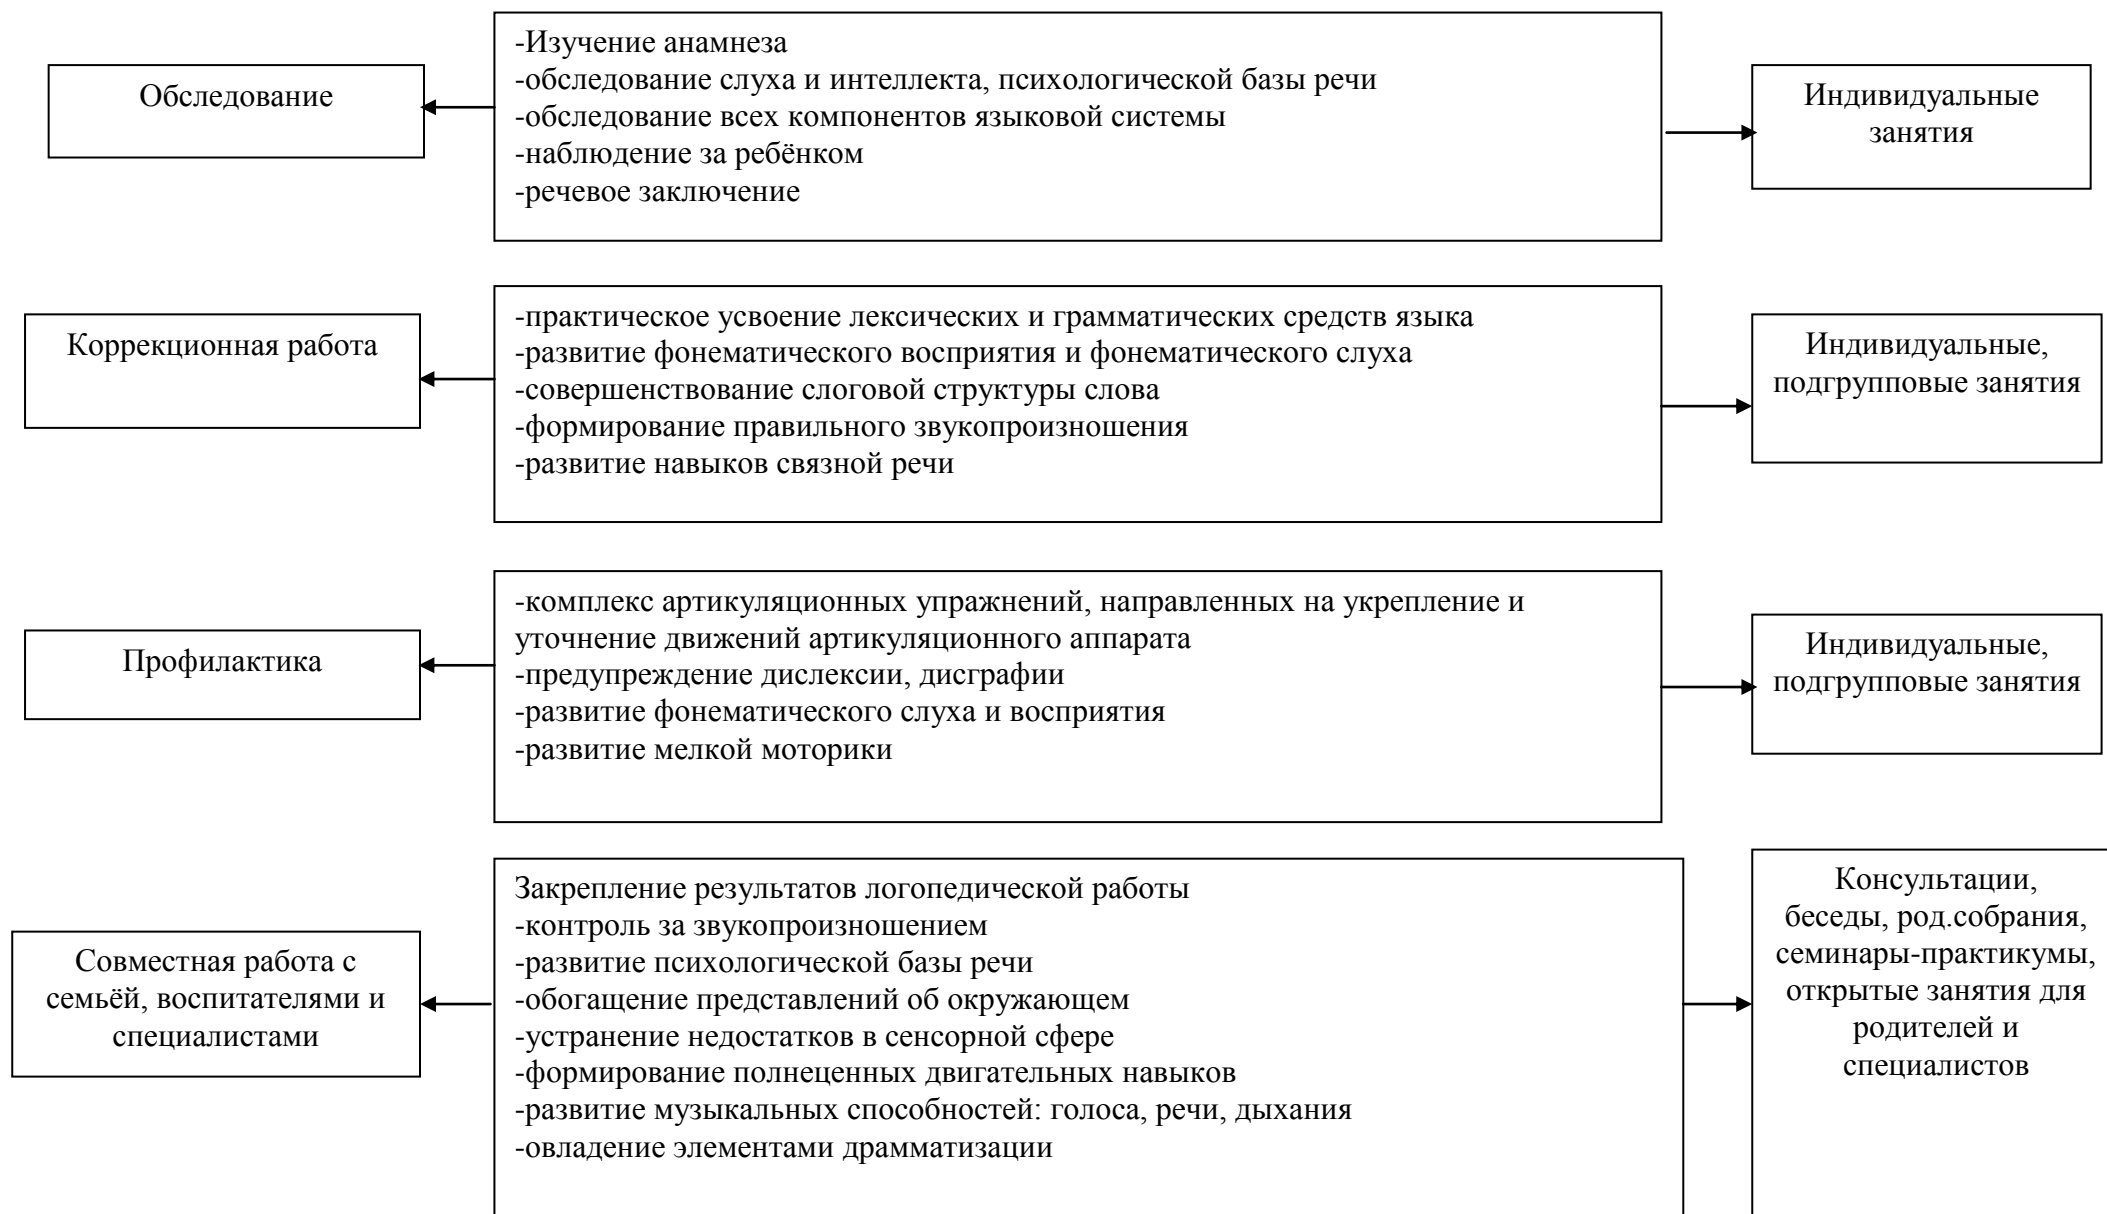 Обследование
-Изучение анамнеза
-обследование слуха и интеллекта, психологической базы речи
-обследование всех компонентов языковой системы
-наблюдение за ребёнком
-речевое заключение
Индивидуальные
занятия
Коррекционная работа
-практическое усвоение лексических и грамматических средств языка
-развитие фонематического восприятия и фонематического слуха
-совершенствование слоговой структуры слова
-формирование правильного звукопроизношения
-развитие навыков связной речи
Индивидуальные,
подгрупповые занятия
Профилактика
-комплекс артикуляционных упражнений, направленных на укрепление и
уточнение движений артикуляционного аппарата
-предупреждение дислексии, дисграфии
-развитие фонематического слуха и восприятия
-развитие мелкой моторики
Индивидуальные,
подгрупповые занятия
Совместная работа с
семьёй, воспитателями и
специалистами
Закрепление результатов логопедической работы
-контроль за звукопроизношением
-развитие психологической базы речи
-обогащение представлений об окружающем
-устранение недостатков в сенсорной сфере
-формирование полнеценных двигательных навыков
-развитие музыкальных способностей: голоса, речи, дыхания
-овладение элементами драмматизации
Консультации,
беседы, род.собрания,
семинары-практикумы,
открытые занятия для
родителей и
специалистов